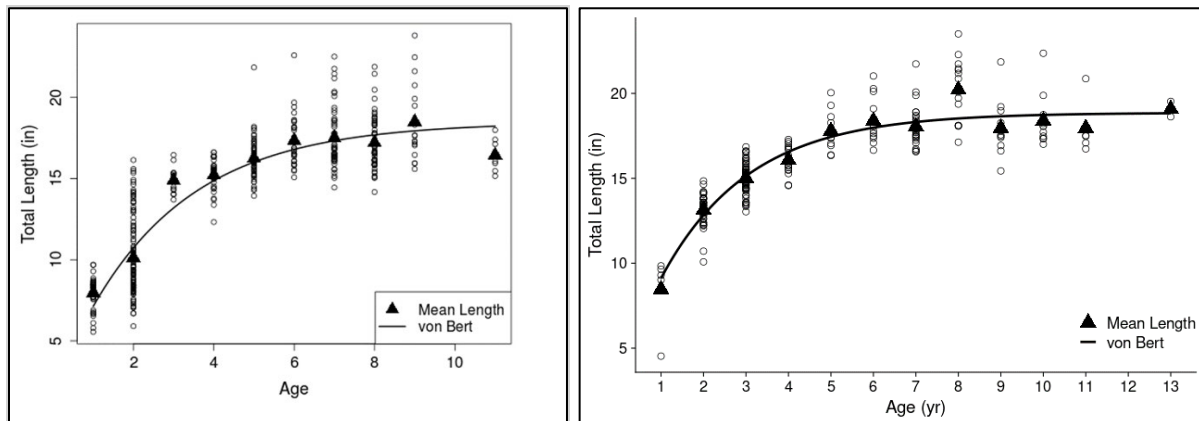 Total Length (in)
20
15
10
5
2 4 6 8 10
Age
Mean Length
von Bert
Total Length (in)
20
15
10
5
1 2 3 4 5 6 7 8 9 10 11 12 13
Age (yr)
Mean Length
von Bert